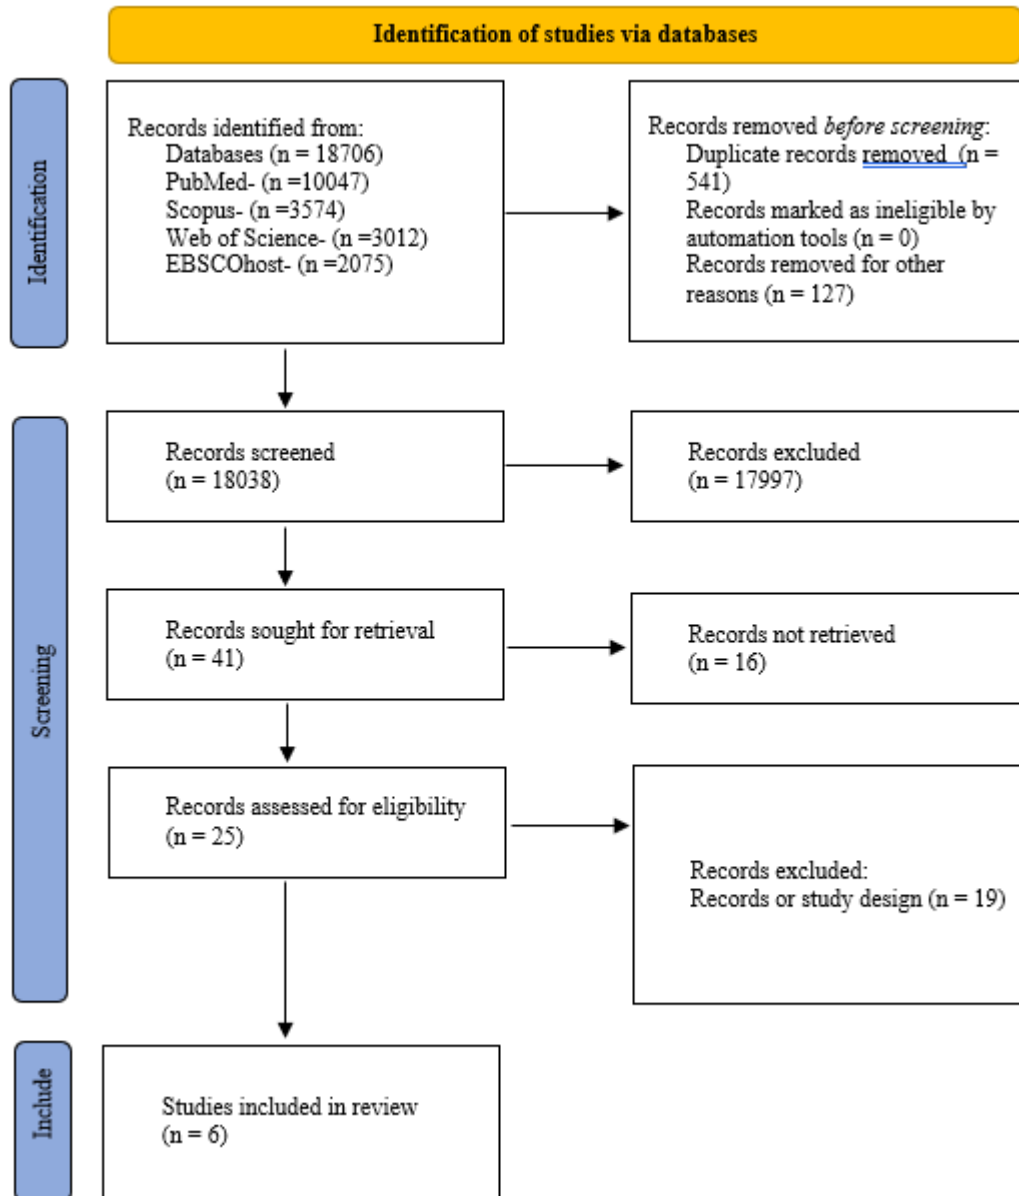 Identification of studies via databases
Identification
Records identified from:
Databases (n = 18706)
PubMed- (n =10047)
Scopus- (n =3574)
Web of Science- (n =3012)
EBSCOhost- (n =2075)
Records removed before screening:
Duplicate records removed  (n =
541)
Records marked as ineligible by
automation tools (n = 0)
Records removed for other
reasons (n = 127)
Screening
Records screened
(n = 18038)
Records excluded
(n = 17997)
Records sought for retrieval
(n = 41)
Records not retrieved
(n = 16)
Records assessed for eligibility
(n = 25)
Records excluded:
Records or study design (n = 19)
Include
Studies included in review
(n = 6)